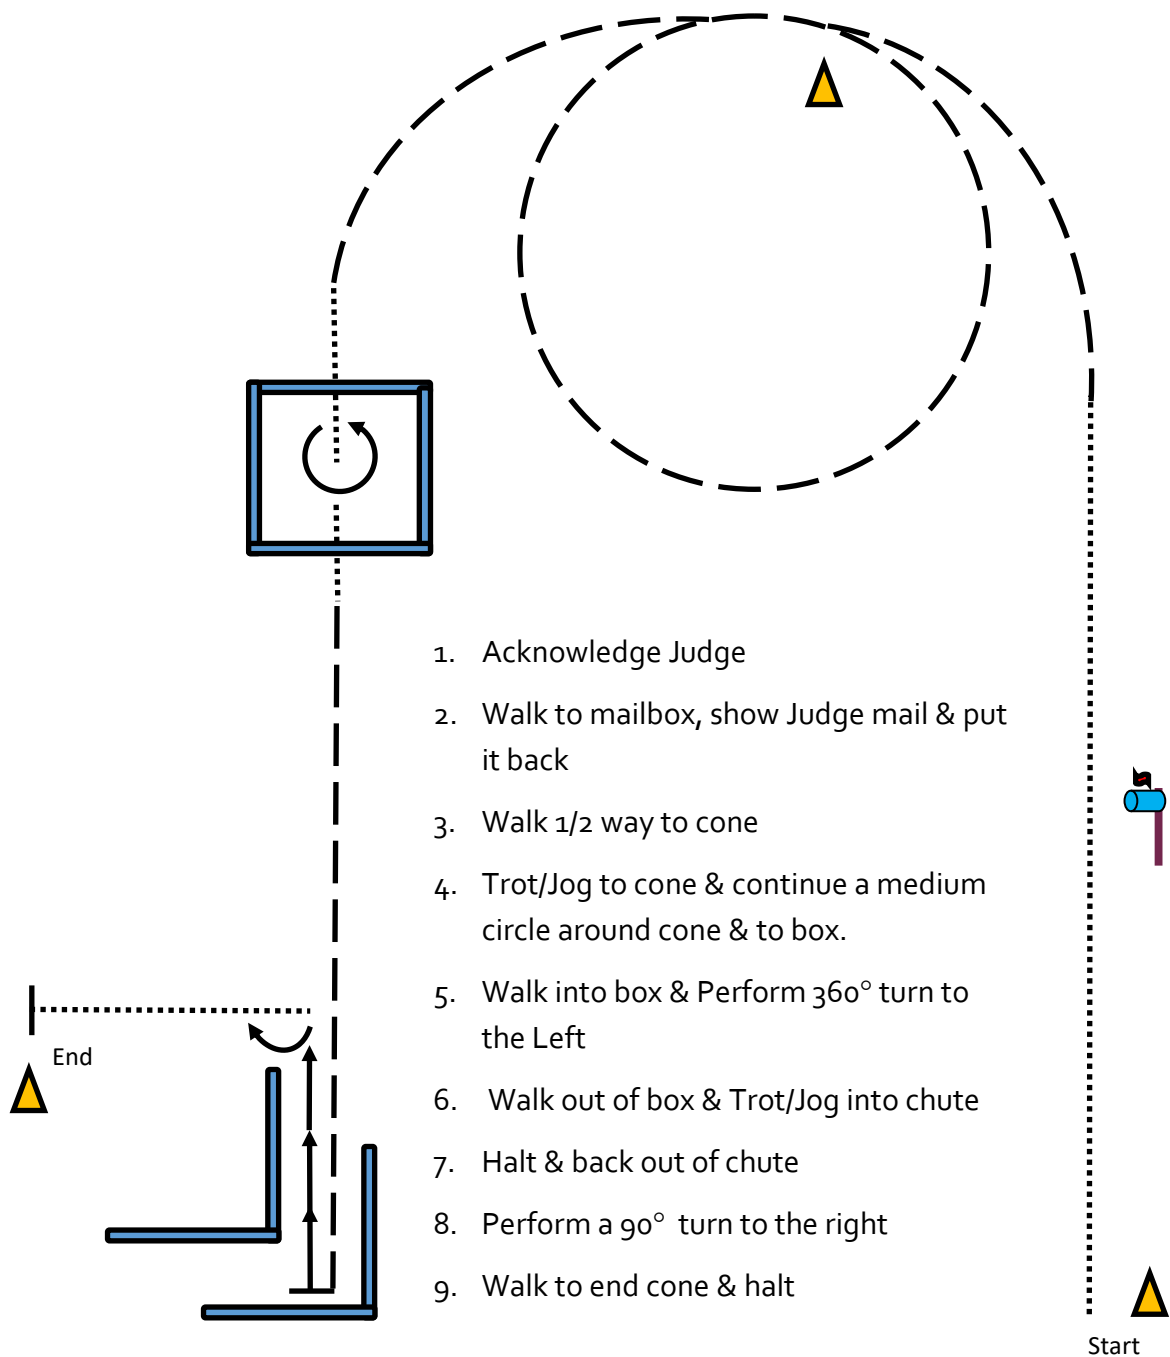 1. Acknowledge Judge
2. Walk to mailbox, show Judge mail & put
it back
3. Walk 1/2 way to cone
4. Trot/Jog to cone & continue a medium
circle around cone & to box.
5. Walk into box & Perform 360° turn to
the Left
End
6. Walk out of box & Trot/Jog into chute
7. Halt & back out of chute
8. Perform a 90° turn to the right
9. Walk to end cone & halt
Start